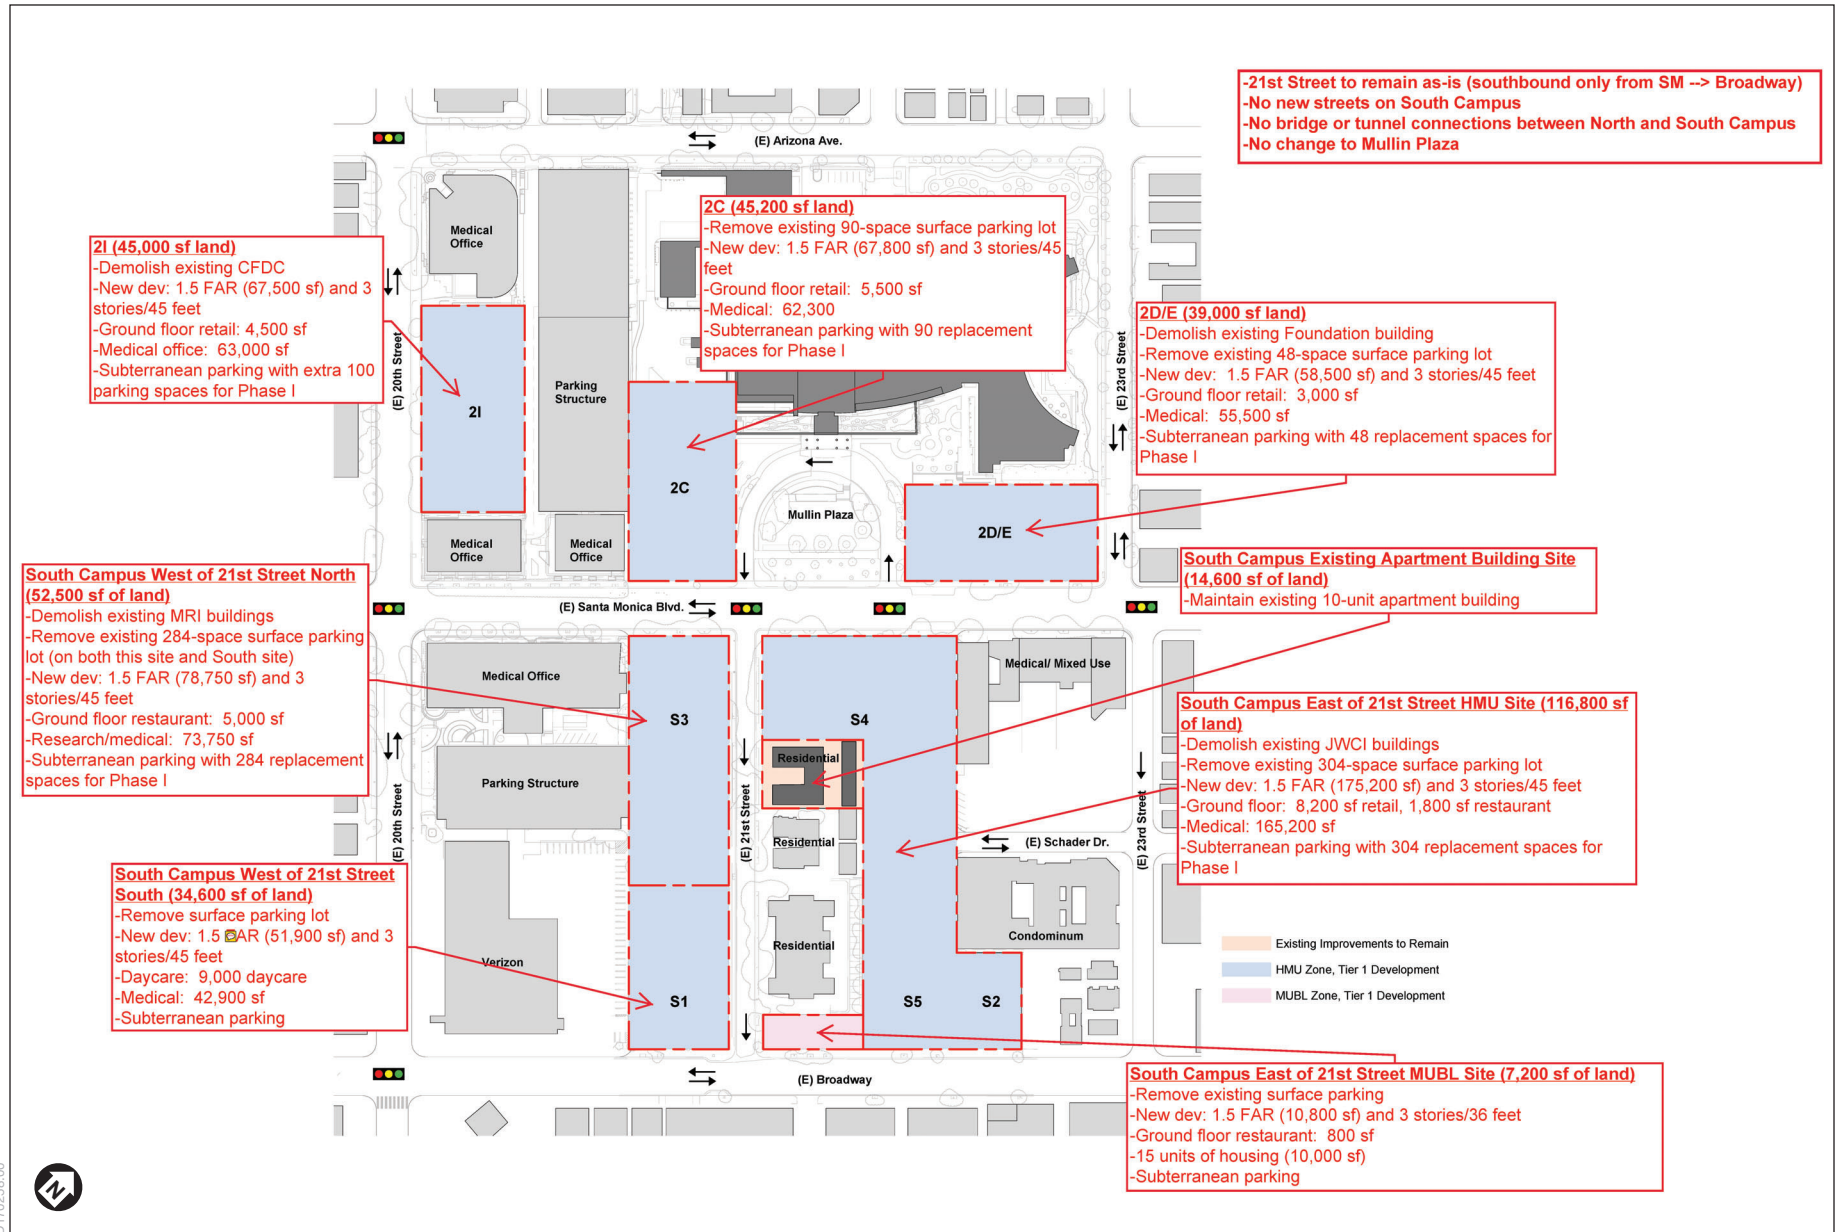 -21st Street to remain as-is (southbound only from SM --> Broadway)
-No new streets on South Campus
-No bridge or tunnel connections between North and South Campus
-No change to Mullin Plaza
(E) Arizona Ave.
2I (45,000 sf land)
-Demolish existing CFDC
-New dev: 1.5 FAR (67,500 sf) and 3
stories/45 feet
-Ground floor retail: 4,500 sf
-Medical office: 63,000 sf
-Subterranean parking with extra 100
parking spaces for Phase I
Medical
Office
2C (45,200 sf land)
-Remove existing 90-space surface parking lot
-New dev: 1.5 FAR (67,800 sf) and 3 stories/45
feet
-Ground floor retail: 5,500 sf
-Medical: 62,300
-Subterranean parking with 90 replacement
spaces for Phase I
2D/E (39,000 sf land)
-Demolish existing Foundation building
-Remove existing 48-space surface parking lot
-New dev: 1.5 FAR (58,500 sf) and 3 stories/45 feet
-Ground floor retail: 3,000 sf
-Medical: 55,500 sf
-Subterranean parking with 48 replacement spaces for
Phase I
(E) 20th Street
(E) 23rd Street
Parking
Structure
2I
2C
Mullin Plaza
2D/E
Medical
Office
Medical
Office
South Campus Existing Apartment Building Site
(14,600 sf of land)
-Maintain existing 10-unit apartment building
South Campus West of 21st Street North
(52,500 sf of land)
-Demolish existing MRI buildings
-Remove existing 284-space surface parking
lot (on both this site and South site)
-New dev: 1.5 FAR (78,750 sf) and 3
stories/45 feet
-Ground floor restaurant: 5,000 sf
-Research/medical: 73,750 sf
-Subterranean parking with 284 replacement
spaces for Phase I
(E) Santa Monica Blvd.
Medical Office
S3
S4
Medical/ Mixed Use
South Campus East of 21st Street HMU Site (116,800 sf
of land)
-Demolish existing JWCI buildings
-Remove existing 304-space surface parking lot
-New dev: 1.5 FAR (175,200 sf) and 3 stories/45 feet
-Ground floor: 8,200 sf retail, 1,800 sf restaurant
-Medical: 165,200 sf
-Subterranean parking with 304 replacement spaces for
Phase I
Residential
Parking Structure
(E) 20th Street
(E) 21st Street
(E) 23rd Street
Residential
(E) Schader Dr.
South Campus West of 21st Street
South (34,600 sf of land)
-Remove surface parking lot
-New dev: 1.5 AR (51,900 sf) and 3
stories/45 feet
-Daycare: 9,000 daycare
-Medical: 42,900 sf
-Subterranean parking
Verizon
Residential
Condominium
Existing Improvements to Remain
HMU Zone, Tier 1 Development
MUBL Zone, Tier 1 Development
S1
S5
S2
(E) Broadway
South Campus East of 21st Street MUBL Site (7,200 sf of land)
-Remove existing surface parking
-New dev: 1.5 FAR (10,800 sf) and 3 stories/36 feet
-Ground floor restaurant: 800 sf
-15 units of housing (10,000 sf)
-Subterranean parking
N